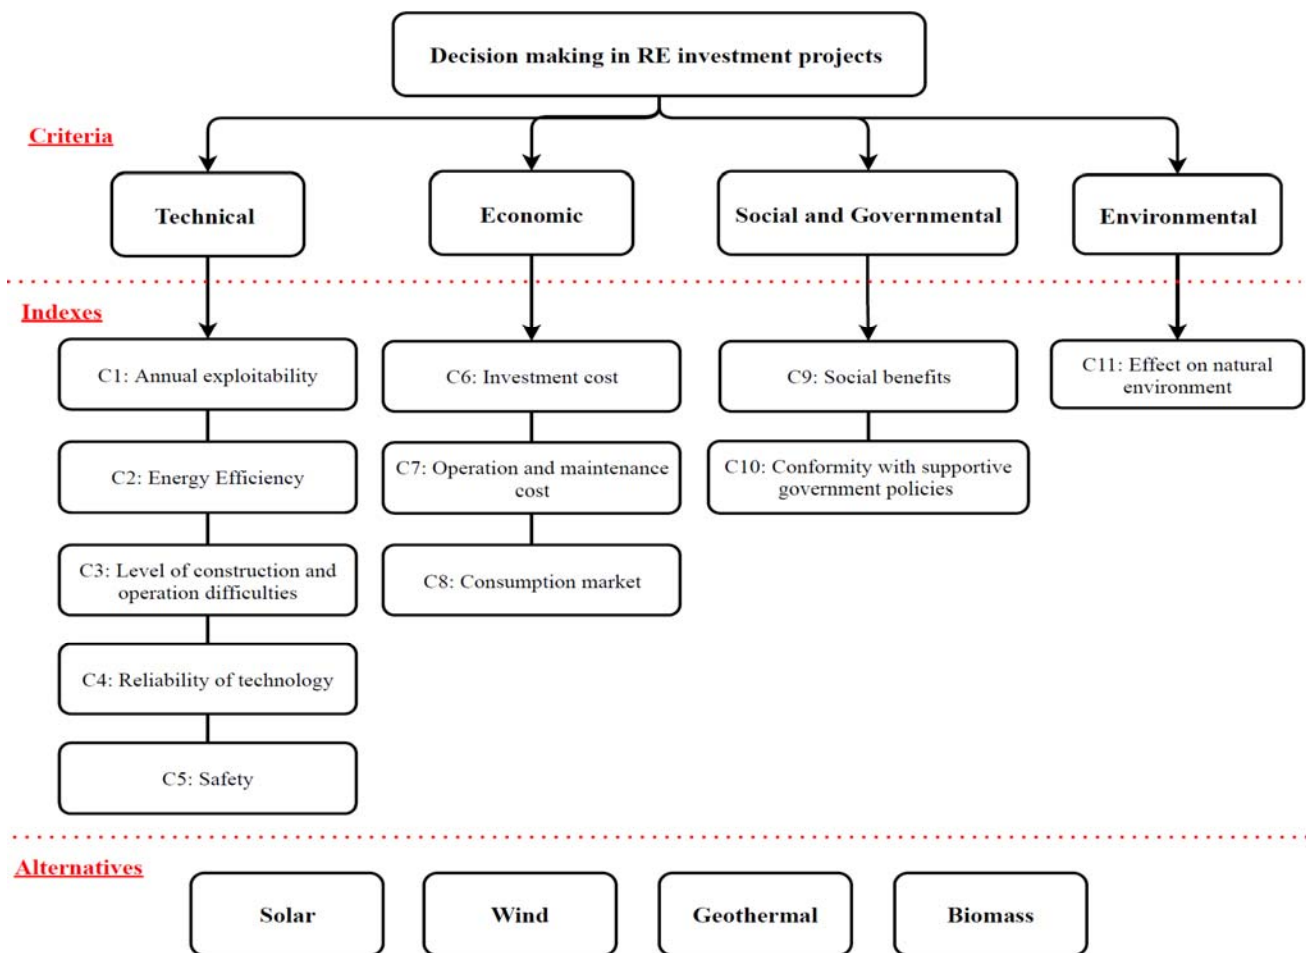 Decision making in RE investment projects
Criteria
Technical
Economic
Social and Governmental
Environmental
Indexes
C1: Annual exploitability
C2: Energy Efficiency
C3: Level of construction and
operation difficulties
C4: Reliability of technology
C5: Safety
C6: Investment cost
C7: Operation and maintenance
cost
C8: Consumption market
C9: Social benefits
C10: Conformity with supportive
government policies
C11: Effect on natural
environment
Alternatives
Solar
Wind
Geothermal
Biomass